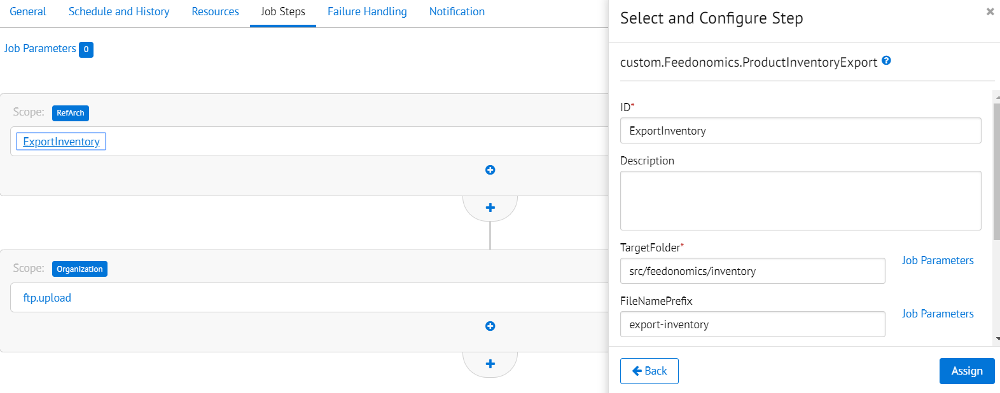 General Schedule and History Resources Job Steps Failure Handling Notification
Job Parameters 0
Scope: RefArch
ExportInventory
Scope: Organization
ftp.upload
Select and Configure Step
custom.Feedonomics.ProductInventoryExport
ID*
ExportInventory
Description
TargetFolder*
src/feedonomics/inventory
Job Parameters
FileNamePrefix
export-inventory
Job Parameters
Back
Assign